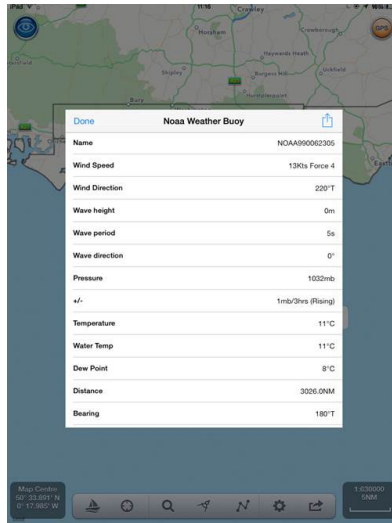 iPad
11:16
Crawley
GPS
Horsham
Crowborough
Haywards Heath
Shipley
Burgess Hill
Uckfield
Hurstpierpoint
Done Noaa Weather Buoy
Name NOAA990062305
Wind Speed 13Kts Force 4
Wind Direction 220°T
Wave height 0m
Wave period 5s
Wave direction 0°
Pressure 1032mb
+/- 1mb/3hrs (Rising)
Temperature 11°C
Water Temp 11°C
Dew Point 8°C
Distance 3026.0NM
Bearing 180°T
Map Centre
50° 33.891' N
0° 17.985' W
1:630000
5NM